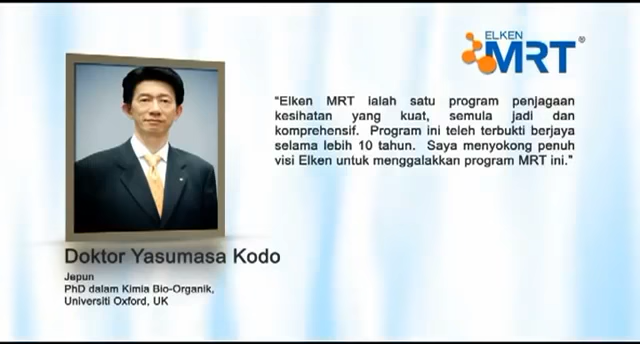 ELKEN
MRT®
"Elken MRT ialah satu program penjagaan
kesihatan yang kuat, semula jadi dan
komprehensif. Program ini teleh terbukti berjaya
selama lebih 10 tahun. Saya menyokong penuh
visi Elken untuk menggalakkan program MRT ini."
Doktor Yasumasa Kodo
Jepun
PhD dalam Kimia Bio-Organik,
Universiti Oxford, UK